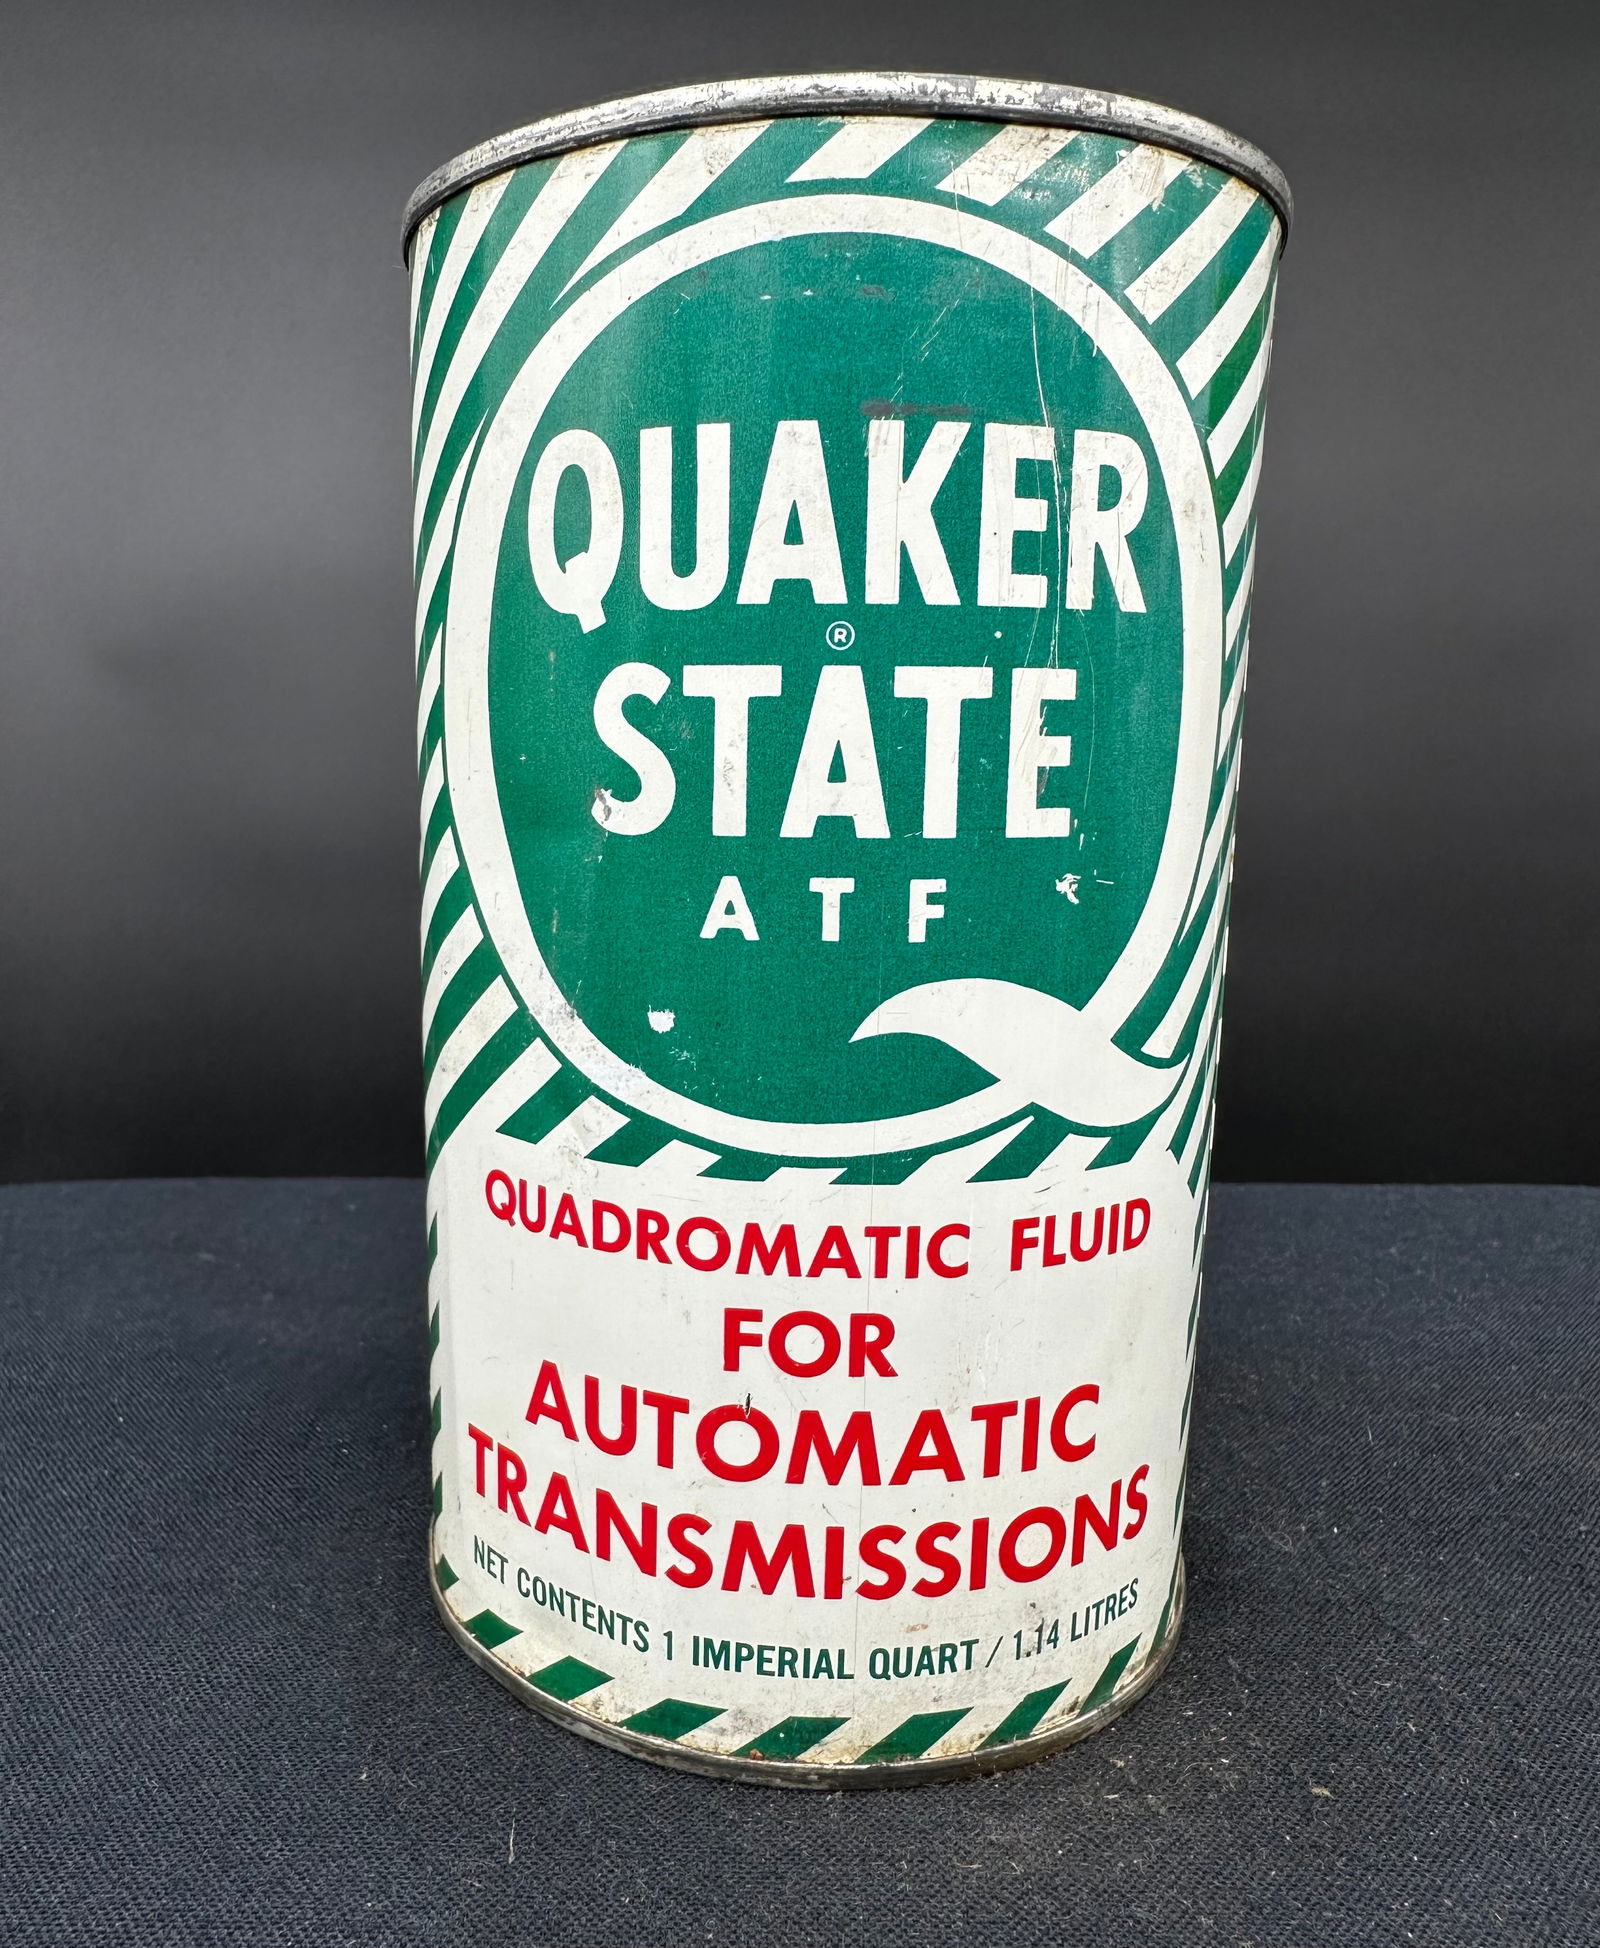 QUAKER
®
STATE
ATF
QUADROMATIC FLUID
FOR
AUTOMATIC
TRANSMISSIONS
NET CONTENTS 1 IMPERIAL QUART / 1.14 LITRES